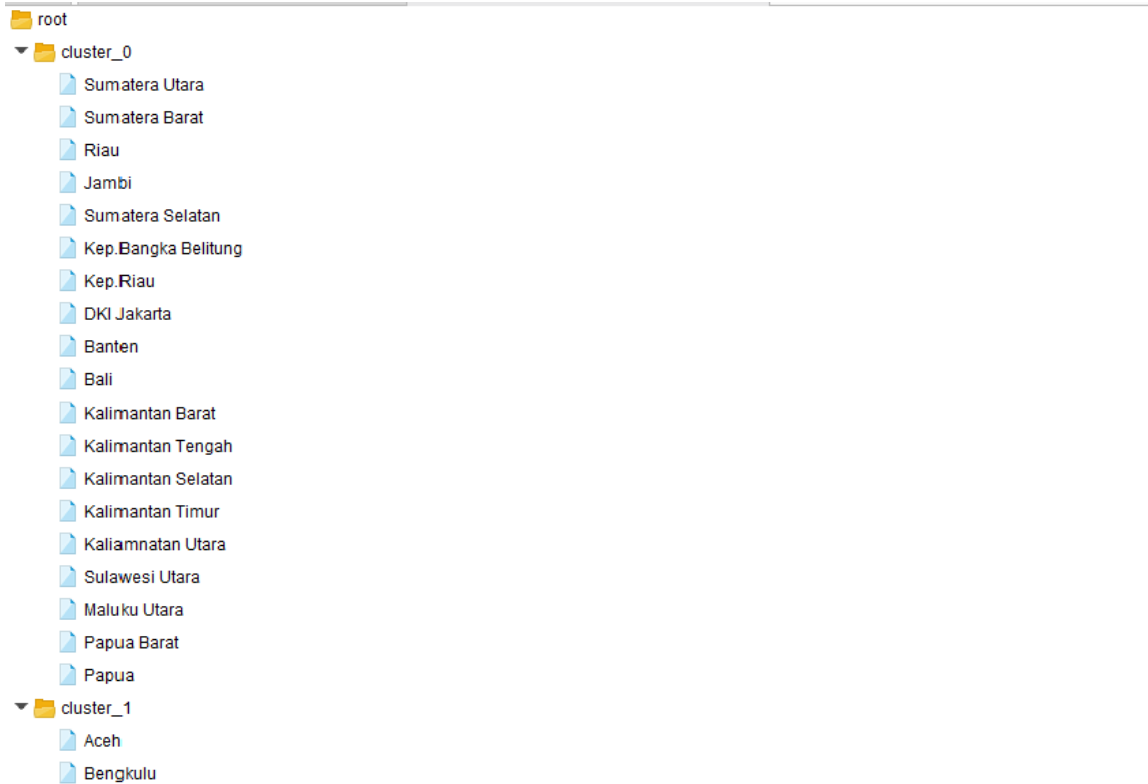 root
cluster_0
Sumatera Utara
Sumatera Barat
Riau
Jambi
Sumatera Selatan
Kep.Bangka Belitung
Kep.Riau
DKI Jakarta
Banten
Bali
Kalimantan Barat
Kalimantan Tengah
Kalimantan Selatan
Kalimantan Timur
Kaliamnatan Utara
Sulawesi Utara
Maluku Utara
Papua Barat
Papua
cluster_1
Aceh
Bengkulu